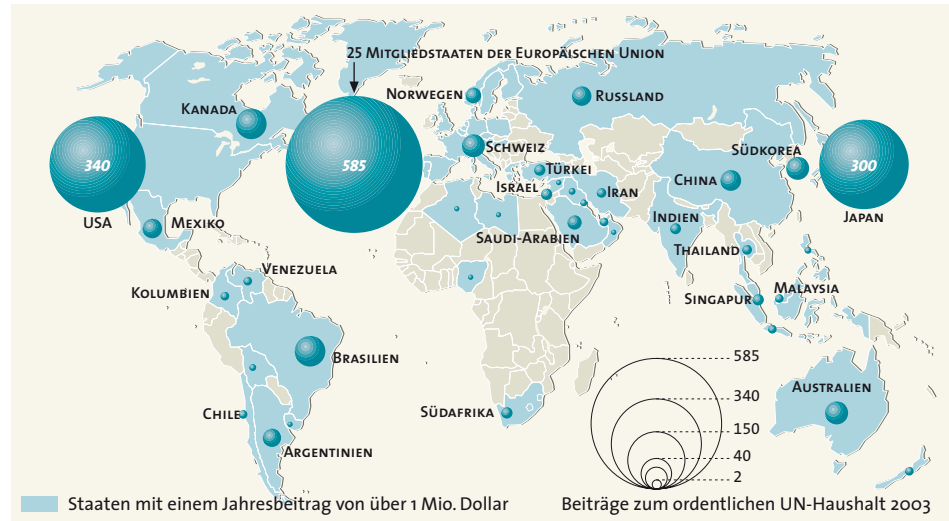 25 Mitgliedstaaten der Europäischen Union
Norwegen
Russland
Kanada
340
585
Schweiz
Südkorea
300
Türkei
Israel
Iran
China
USA
Mexiko
Japan
Indien
Saudi-Arabien
Thailand
Venezuela
Kolumbien
Singapur
Malaysia
Brasilien
585
340
150
40
2
Australien
Chile
Südafrika
Argentinien
Staaten mit einem Jahresbeitrag von über 1 Mio. Dollar
Beiträge zum ordentlichen UN-Haushalt 2003